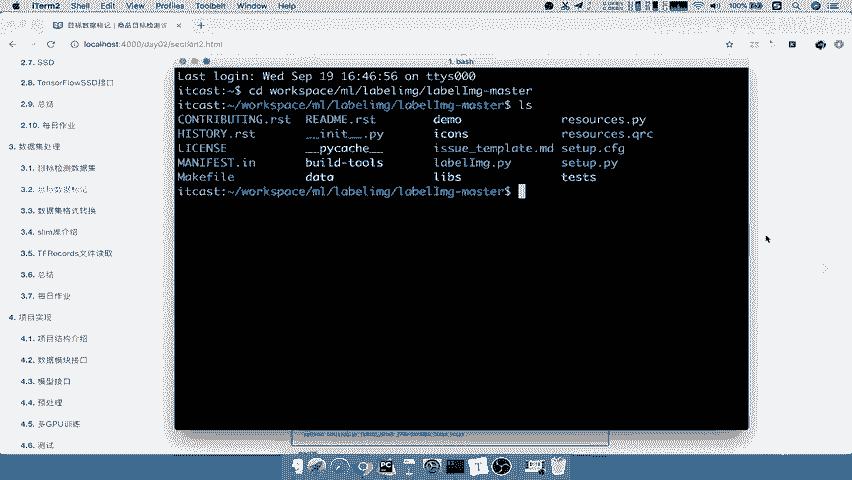 iTerm2 Shell Edit View Profiles Toolbelt Window Help 100%
目标数据标记 | 商品目标检测
localhost:4000/day02/section2.html
2.7. SSD
2.8. TensorFlowSSD接口
2.9. 总结
2.10. 每日作业
3. 数据集处理
3.1. 目标检测数据集
3.2. 目标数据标记
3.3. 数据集格式转换
3.4. slim库介绍
3.5. TFRecords文件读取
3.6. 总结
3.7. 每日作业
4. 项目实现
4.1. 项目结构介绍
4.2. 数据模块接口
4.3. 模型接口
4.4. 预处理
4.5. 多GPU训练
4.6. 测试
1. bash
Last login: Wed Sep 19 16:46:56 on ttys000
itcast:~$ cd workspace/ml/labelimg/labelImg-master
itcast:~/workspace/ml/labelimg/labelImg-master$ ls
CONTRIBUTING.rst README.rst demo resources.py
HISTORY.rst __init__.py icons resources.qrc
LICENSE __pycache__ issue_template.md setup.cfg
MANIFEST.in build-tools labelImg.py setup.py
Makefile data libs tests
itcast:~/workspace/ml/labelimg/labelImg-master$